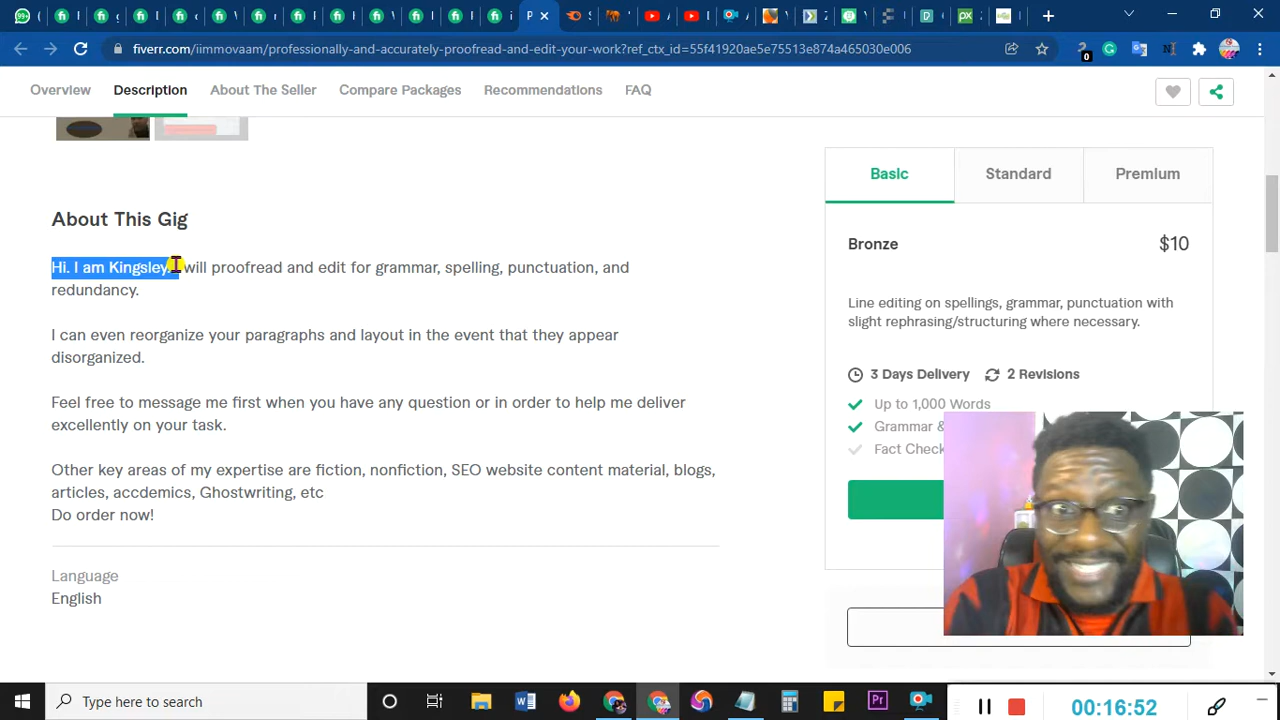 99+
fiverr.com/iimmovaam/professionally-and-accurately-proofread-and-edit-your-work?ref_ctx_id=55f41920ae5e75513e874a465030e006
0
Overview
Description
About The Seller
Compare Packages
Recommendations
FAQ
Basic
Standard
Premium
About This Gig
Bronze
$10
Hi. I am Kingsley. I will proofread and edit for grammar, spelling, punctuation, and
redundancy.
Line editing on spellings, grammar, punctuation with
slight rephrasing/structuring where necessary.
I can even reorganize your paragraphs and layout in the event that they appear
disorganized.
3 Days Delivery
2 Revisions
Up to 1,000 Words
Grammar &
Fact Check
Feel free to message me first when you have any question or in order to help me deliver
excellently on your task.
Other key areas of my expertise are fiction, nonfiction, SEO website content material, blogs,
articles, accdemics, Ghostwriting, etc
Do order now!
Language
English
Type here to search
Pr
00:16:52